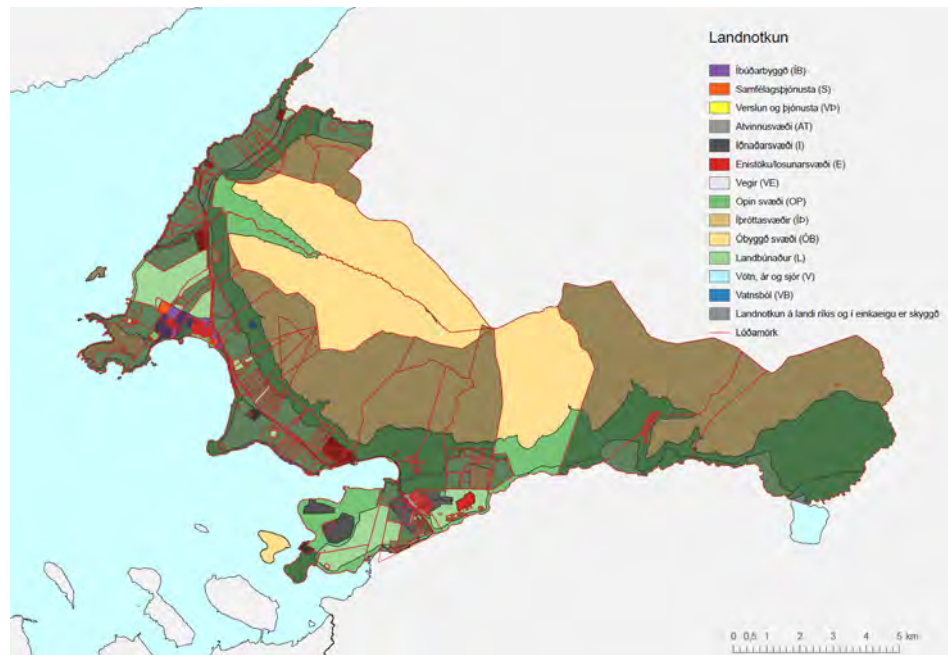 Landnotkun
Íbúðarbyggð (ÍB)
Samfélagsþjónusta (S)
Verslun og þjónusta (VÞ)
Atvinnusvæði (AT)
Iðnaðarsvæði (I)
Enistöku/losunarsvæði (E)
Vegir (VE)
Opin svæði (OP)
Íþróttasvæðir (ÍÞ)
Óbyggð svæði (ÓB)
Landbúnaður (L)
Vötn, ár og sjór (V)
Vatnsból (VB)
Landnotkun á landi ríkis og í einkaeigu er skyggð
Lóðamörk
0 0,5 1 2 3 4 5 km